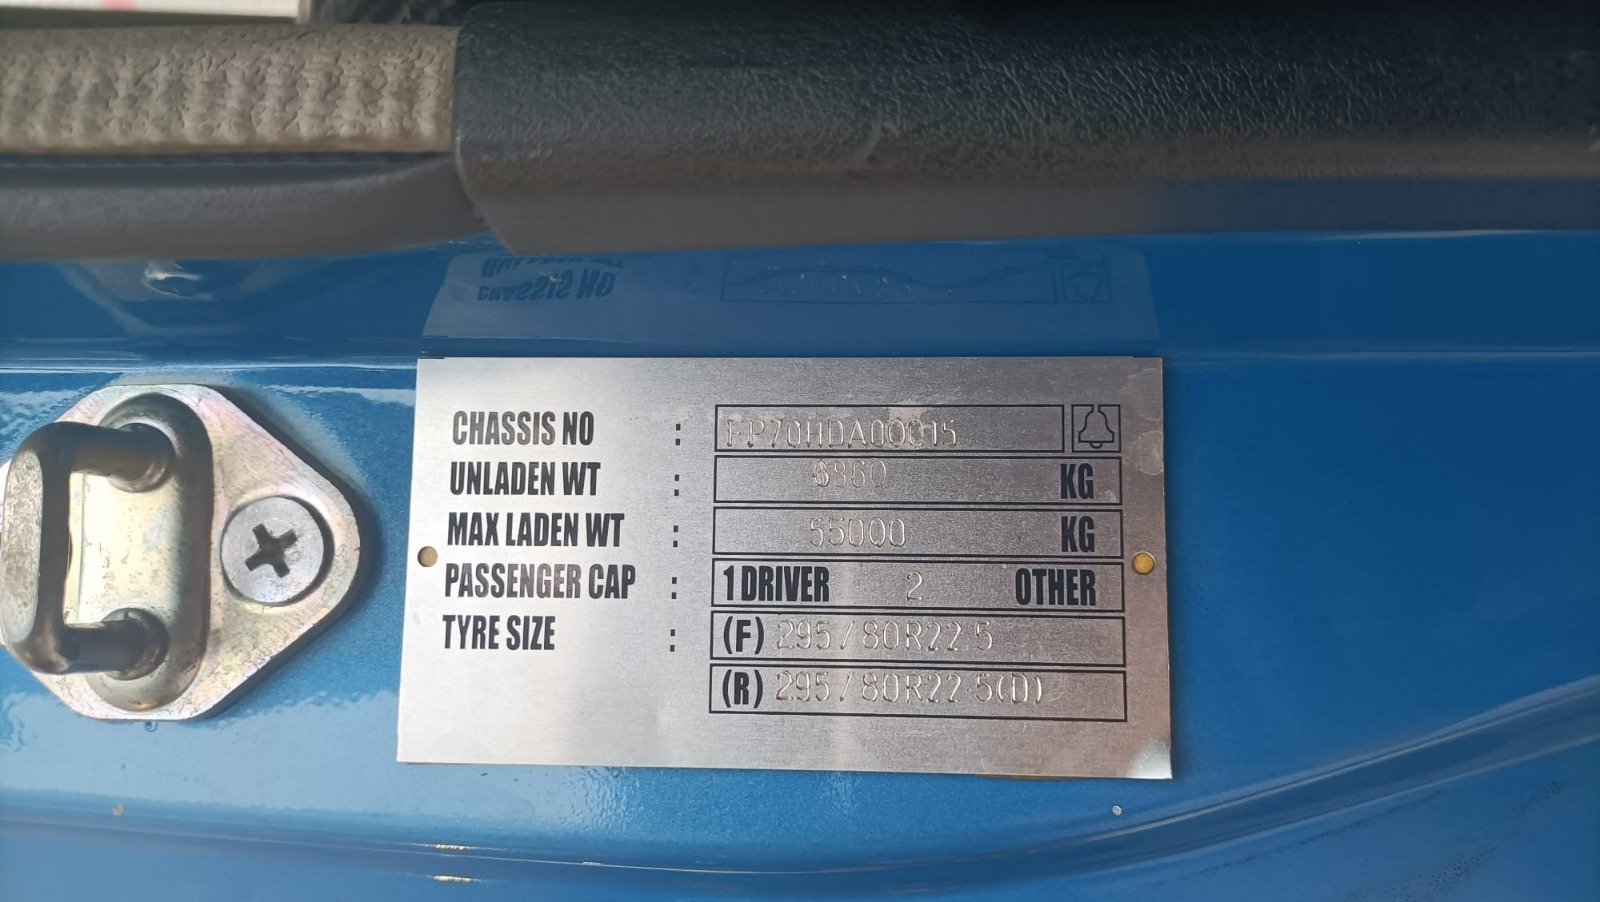 CHASSIS NO : FP70HDA00015
UNLADEN WT : 6860 KG
MAX LADEN WT : 55000 KG
PASSENGER CAP : 1 DRIVER 2 OTHER
TYRE SIZE : (F) 295/80R22.5
(R) 295/80R22.5(D)